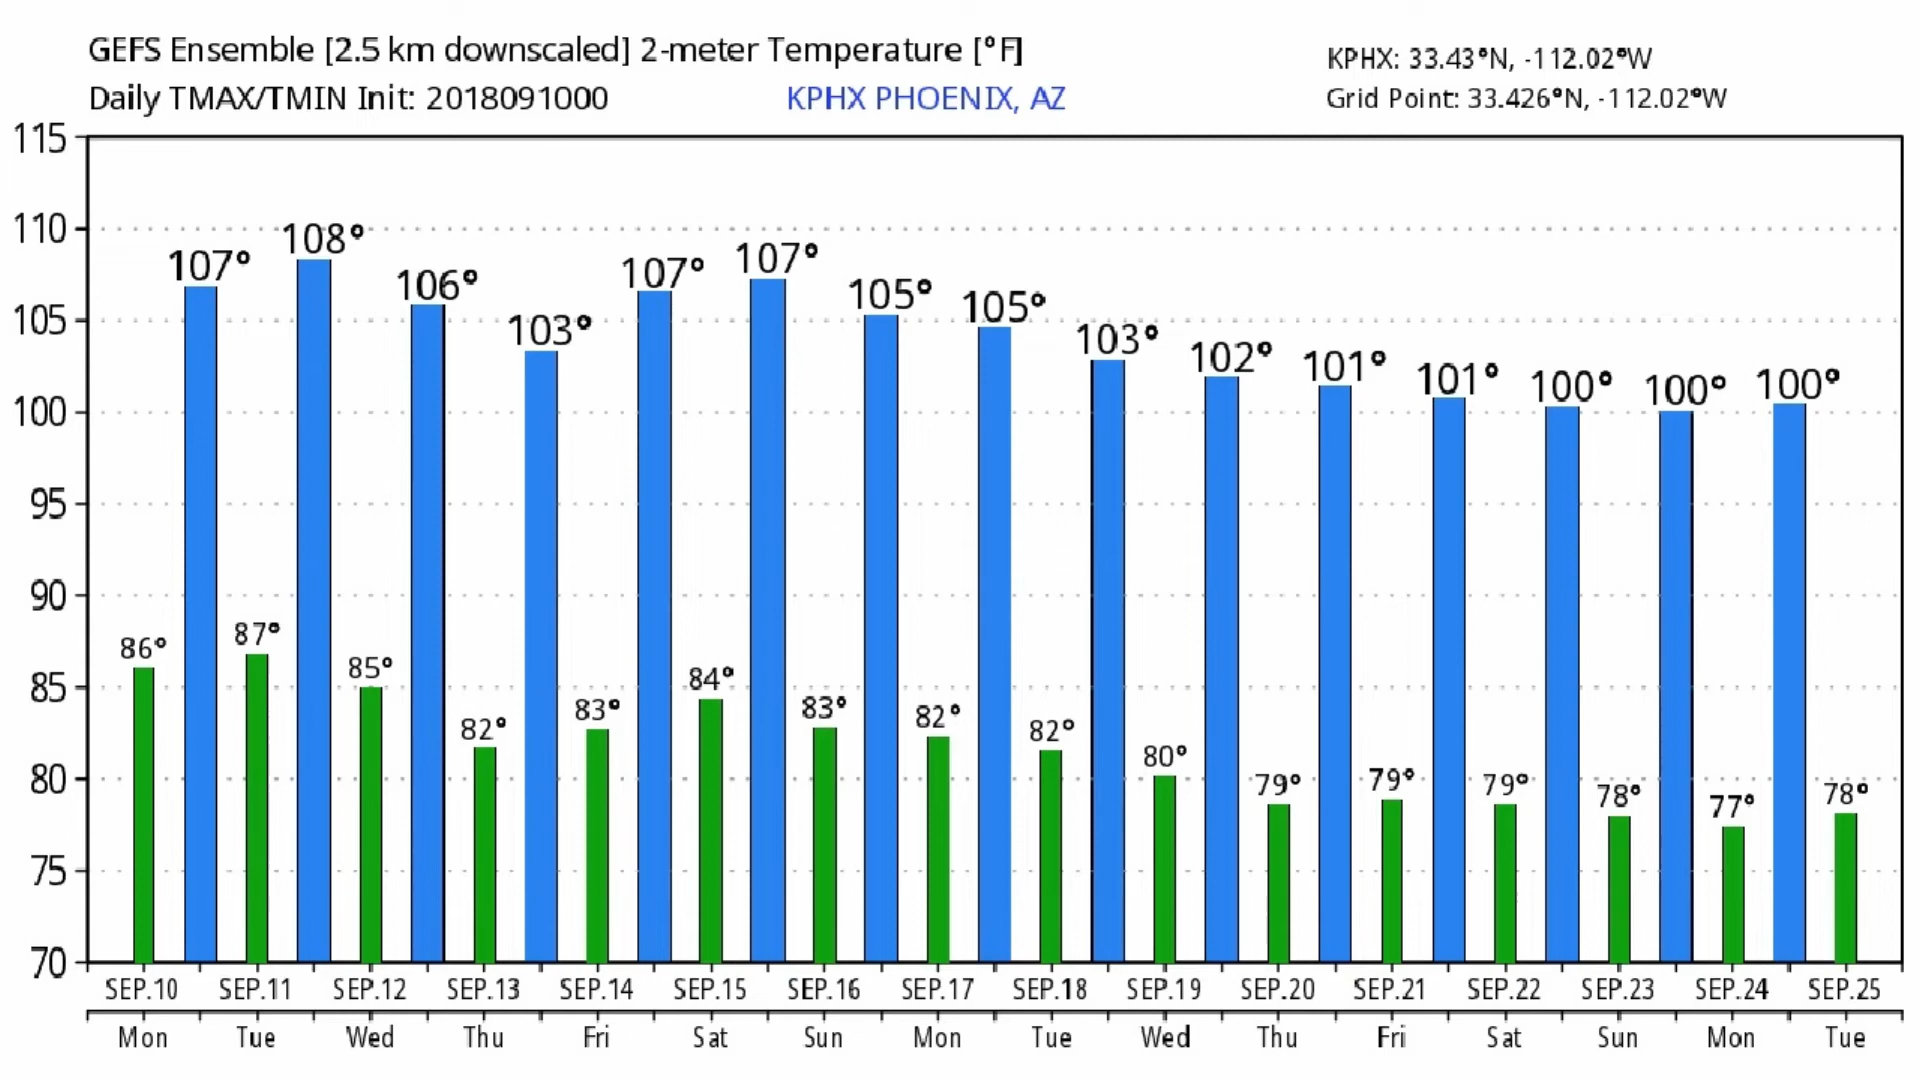 GEFS Ensemble [2.5 km downscaled] 2-meter Temperature [°F]
KPHX: 33.43°N, -112.02°W
Daily TMAX/TMIN Init: 2018091000
KPHX PHOENIX, AZ
Grid Point: 33.426°N, -112.02°W
115
110
105
100
95
90
85
80
75
70
107° 108° 106° 103° 107° 107° 105° 105° 103° 102° 101° 101° 100° 100° 100°
86° 87° 85° 82° 83° 84° 83° 82° 82° 80° 79° 79° 79° 78° 77° 78°
SEP.10 SEP.11 SEP.12 SEP.13 SEP.14 SEP.15 SEP.16 SEP.17 SEP.18 SEP.19 SEP.20 SEP.21 SEP.22 SEP.23 SEP.24 SEP.25
Mon Tue Wed Thu Fri Sat Sun Mon Tue Wed Thu Fri Sat Sun Mon Tue